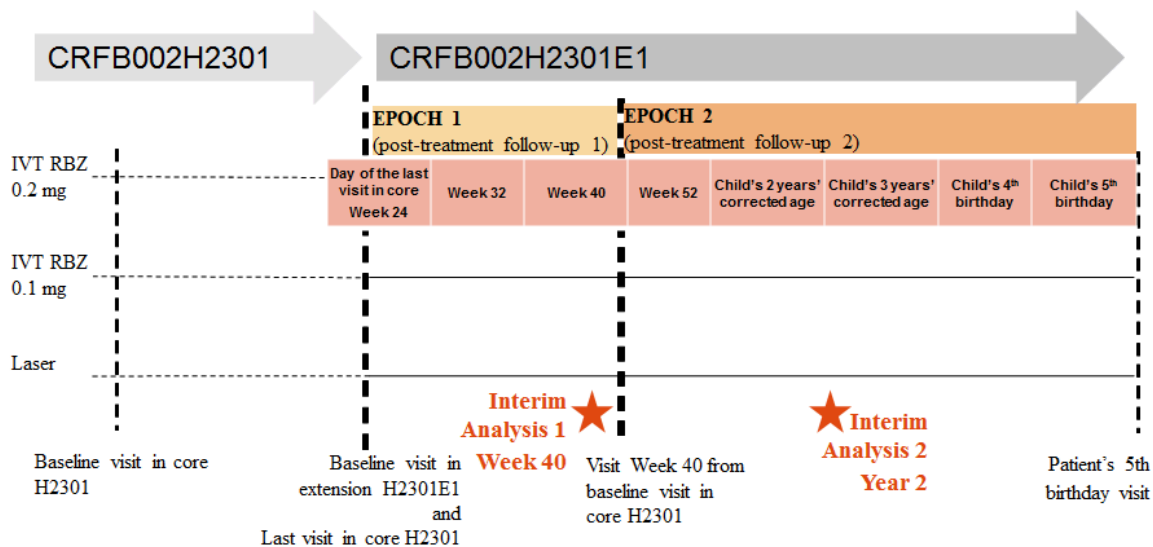 CRFB002H2301
CRFB002H2301E1
EPOCH 1
(post-treatment follow-up 1)
EPOCH 2
(post-treatment follow-up 2)
IVT RBZ
0.2 mg
Day of the last
visit in core
Week 24
Week 32
Week 40
Week 52
Child's 2 years'
corrected age
Child's 3 years'
corrected age
Child's 4th
birthday
Child's 5th
birthday
IVT RBZ
0.1 mg
Laser
Interim
Analysis 1
Week 40
Interim
Analysis 2
Year 2
Baseline visit in core
H2301
Baseline visit in
extension H2301E1
and
Last visit in core H2301
Visit Week 40 from
baseline visit in
core H2301
Patient's 5th
birthday visit